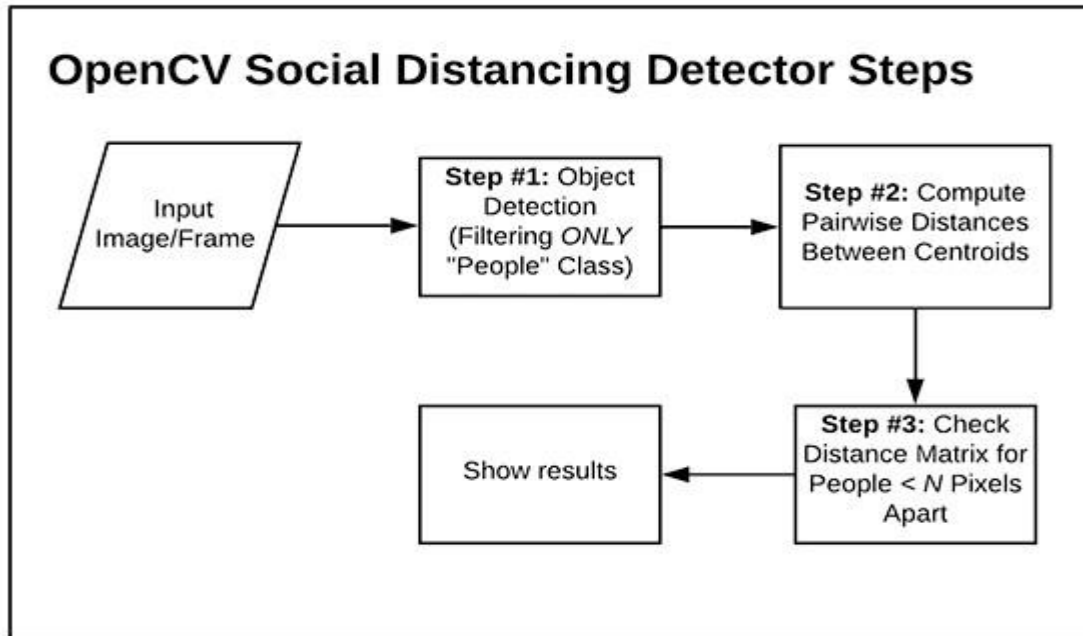 OpenCV Social Distancing Detector Steps
Input
Image/Frame
Step #1: Object
Detection
(Filtering ONLY
"People" Class)
Step #2: Compute
Pairwise Distances
Between Centroids
Step #3: Check
Distance Matrix for
People < N Pixels
Apart
Show results